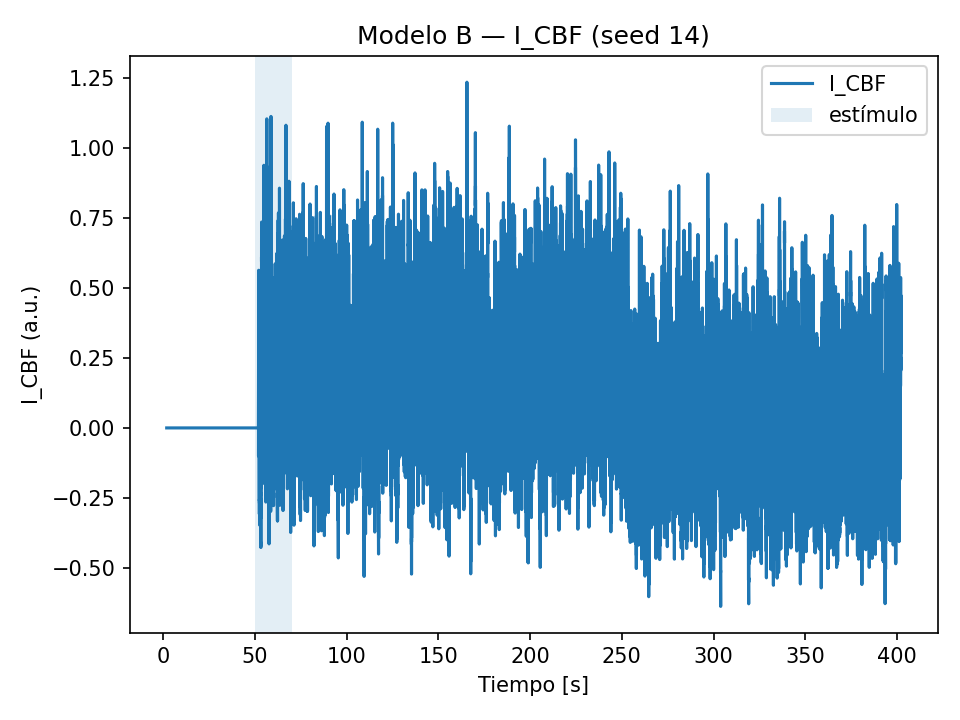 Modelo B — I_CBF (seed 14)
I_CBF
estímulo
1.25
1.00
0.75
0.50
0.25
0.00
−0.25
−0.50
I_CBF (a.u.)
0 50 100 150 200 250 300 350 400
Tiempo [s]